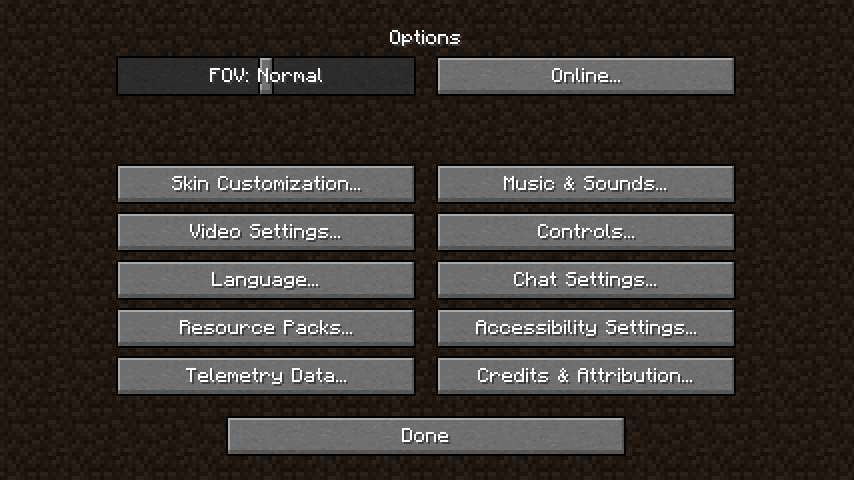 Options
FOV: Normal
Online...
Skin Customization...
Music & Sounds...
Video Settings...
Controls...
Language...
Chat Settings...
Resource Packs...
Accessibility Settings...
Telemetry Data...
Credits & Attribution...
Done